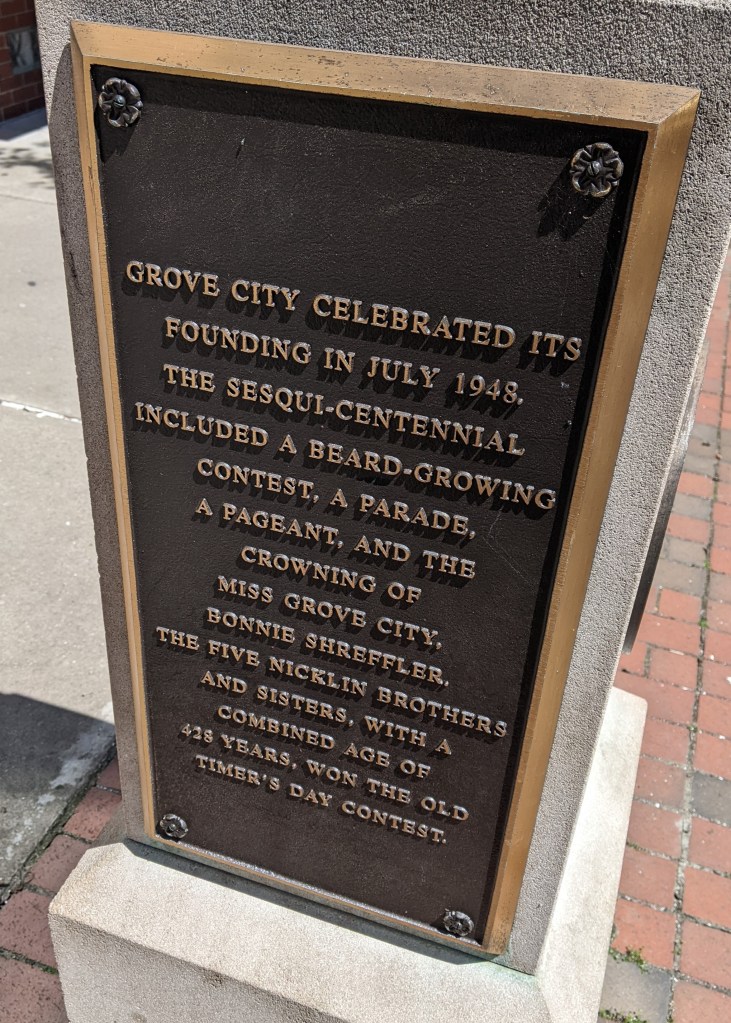 GROVE CITY CELEBRATED ITS
FOUNDING IN JULY 1948.
THE SESQUI-CENTENNIAL
INCLUDED A BEARD-GROWING
CONTEST, A PARADE,
A PAGEANT, AND THE
CROWNING OF
MISS GROVE CITY,
BONNIE SHREFFLER.
THE FIVE NICKLIN BROTHERS
AND SISTERS, WITH A
COMBINED AGE OF
428 YEARS, WON THE OLD
TIMER'S DAY CONTEST.